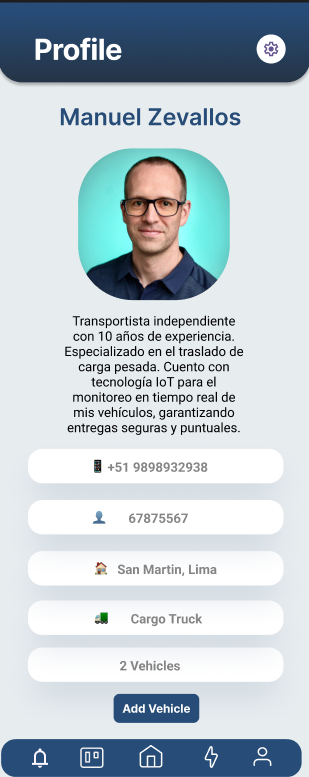 Profile
Manuel Zevallos
Transportista independiente
con 10 años de experiencia.
Especializado en el traslado de
carga pesada. Cuento con
tecnología IoT para el
monitoreo en tiempo real de
mis vehículos, garantizando
entregas seguras y puntuales.
+51 9898932938
67875567
San Martin, Lima
Cargo Truck
2 Vehicles
Add Vehicle